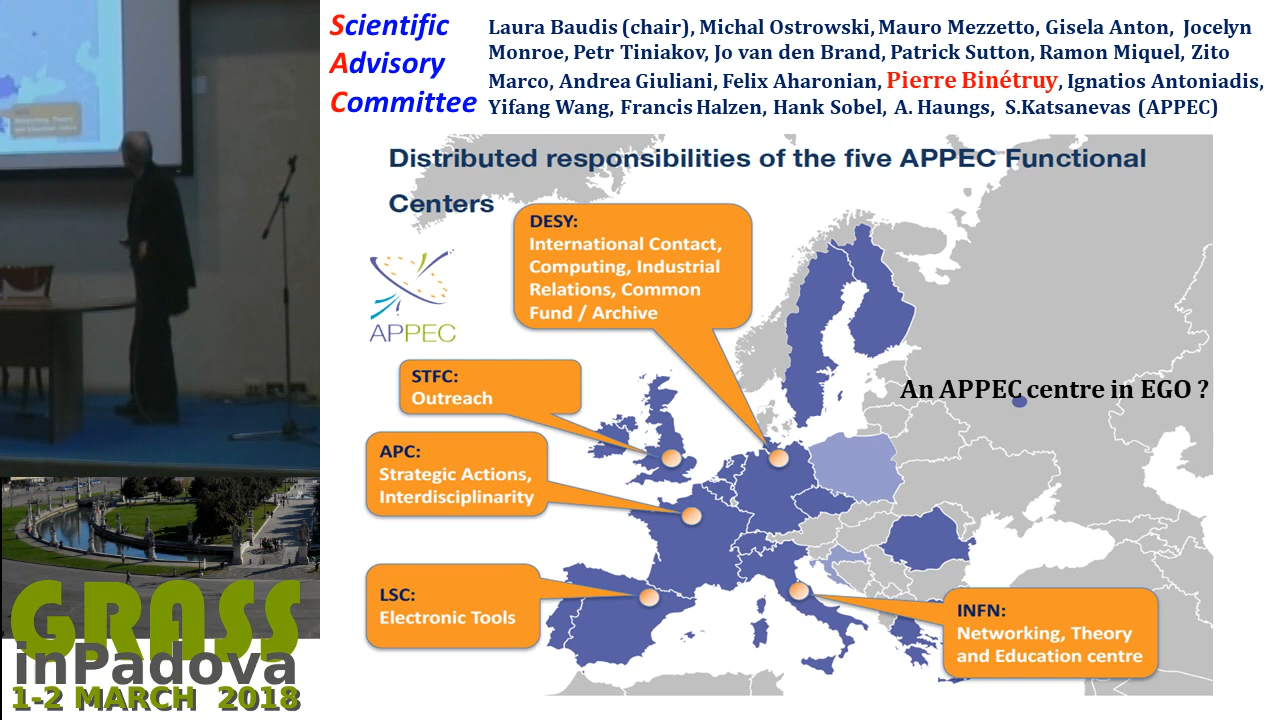 Scientific
Advisory
Committee
Laura Baudis (chair), Michal Ostrowski, Mauro Mezzetto, Gisela Anton, Jocelyn
Monroe, Petr Tiniakov, Jo van den Brand, Patrick Sutton, Ramon Miquel, Zito
Marco, Andrea Giuliani, Felix Aharonian, Pierre Binétruy, Ignatios Antoniadis,
Yifang Wang, Francis Halzen, Hank Sobel, A. Haungs, S.Katsanevas (APPEC)
Distributed responsibilities of the five APPEC Functional
Centers
DESY:
International Contact,
Computing, Industrial
Relations, Common
Fund / Archive
APPEC
STFC:
Outreach
An APPEC centre in EGO ?
APC:
Strategic Actions,
Interdisciplinarity
LSC:
Electronic Tools
INFN:
Networking, Theory
and Education centre
GRASS
inPadova
1-2 MARCH 2018